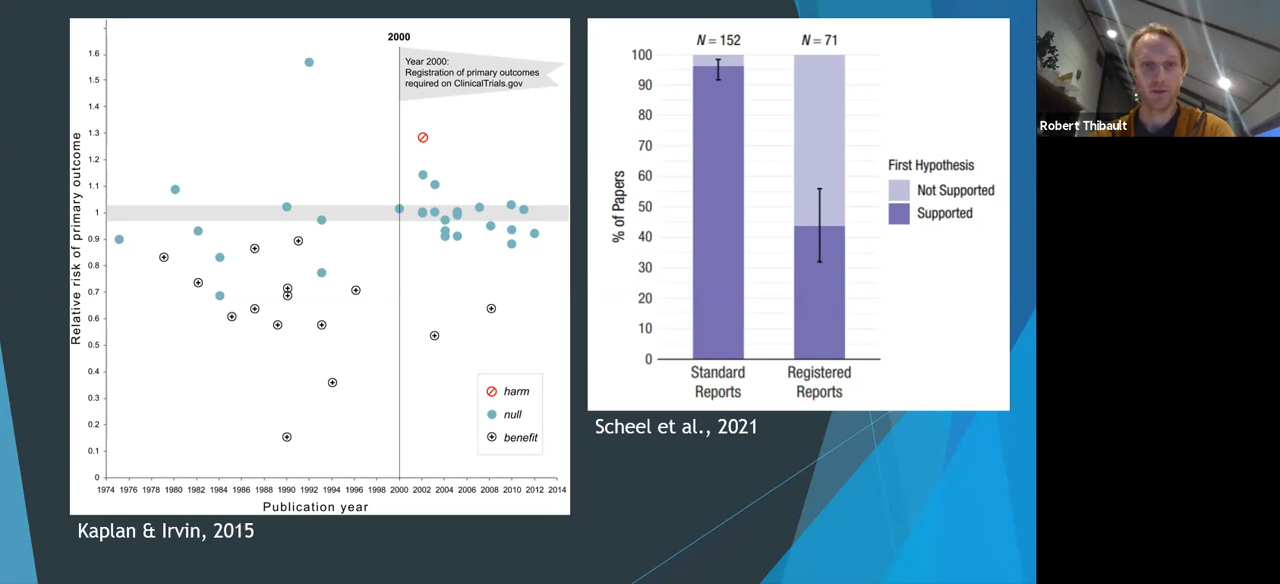 2000
Year 2000:
Registration of primary outcomes
required on ClinicalTrials.gov
Relative risk of primary outcome
1.6
1.5
1.4
1.3
1.2
1.1
1
0.9
0.8
0.7
0.6
0.5
0.4
0.3
0.2
0.1
0
harm
null
benefit
1974 1976 1978 1980 1982 1984 1986 1988 1990 1992 1994 1996 1998 2000 2002 2004 2006 2008 2010 2012 2014
Publication year
Kaplan & Irvin, 2015
N = 152 N = 71
% of Papers
100
90
80
70
60
50
40
30
20
10
0
Standard
Reports
Registered
Reports
First Hypothesis
Not Supported
Supported
Scheel et al., 2021
Robert Thibault